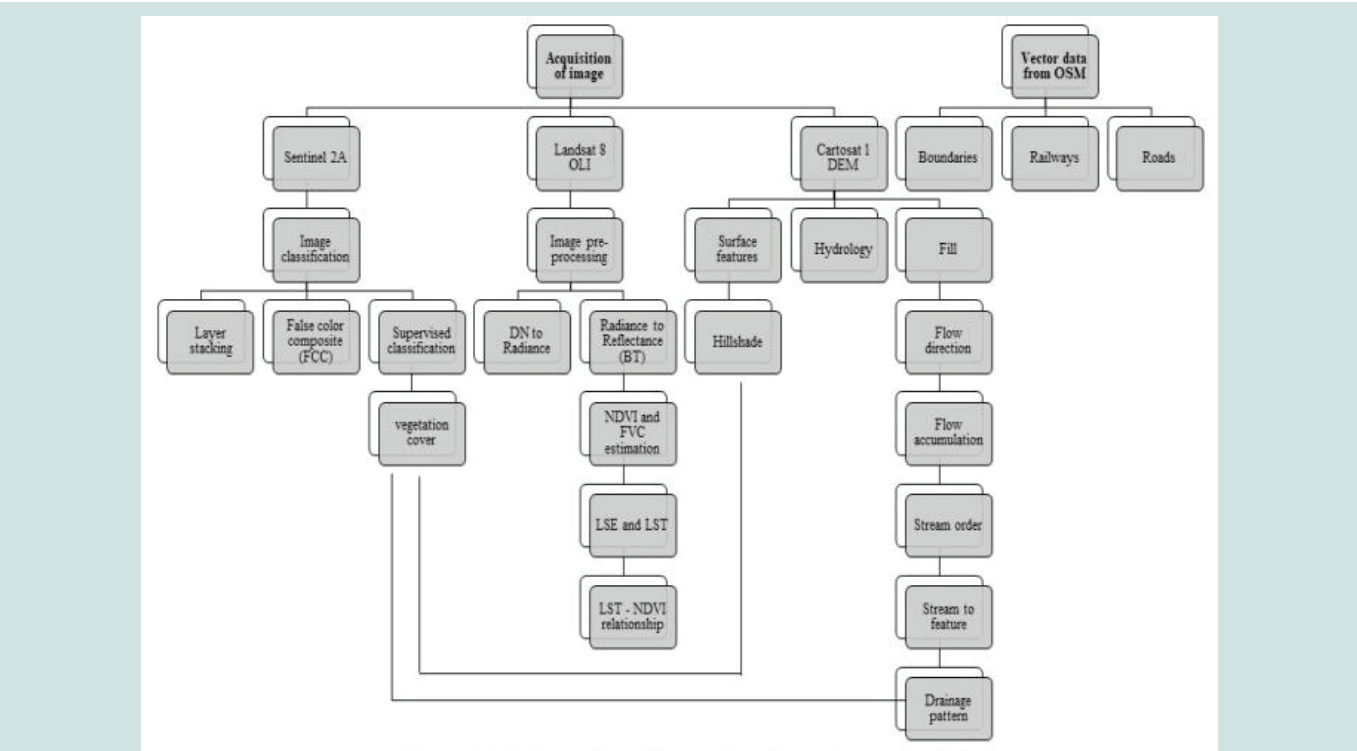 Acquisition
of image
Vector data
from OSM
Sentinel 2A
Landsat 8
OLI
Cartosat 1
DEM
Boundaries
Railways
Roads
Image
classification
Image pre-
processing
Surface
features
Hydrology
Fill
Layer
stacking
False color
composite
(FCC)
Supervised
classification
DN to
Radiance
Radiance to
Reflectance
(BT)
Hillshade
Flow
direction
vegetation
cover
NDVI and
FVC
estimation
Flow
accumulation
LSE and LST
Stream order
LST - NDVI
relationship
Stream to
feature
Drainage
pattern